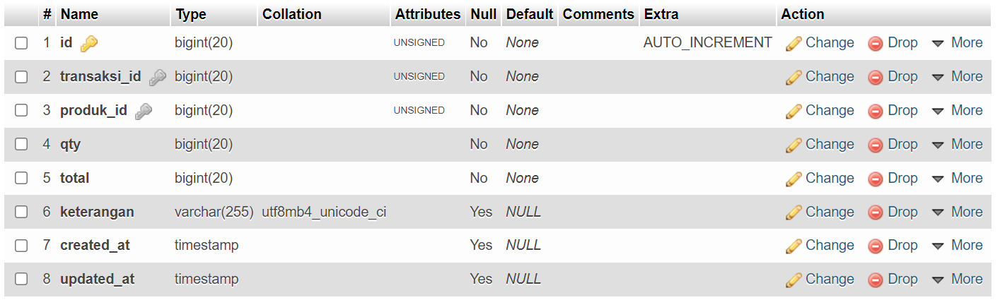 # Name Type Collation Attributes Null Default Comments Extra Action
1 id bigint(20) UNSIGNED No None AUTO_INCREMENT Change Drop More
2 transaksi_id bigint(20) UNSIGNED No None Change Drop More
3 produk_id bigint(20) UNSIGNED No None Change Drop More
4 qty bigint(20) No None Change Drop More
5 total bigint(20) No None Change Drop More
6 keterangan varchar(255) utf8mb4_unicode_ci Yes NULL Change Drop More
7 created_at timestamp Yes NULL Change Drop More
8 updated_at timestamp Yes NULL Change Drop More